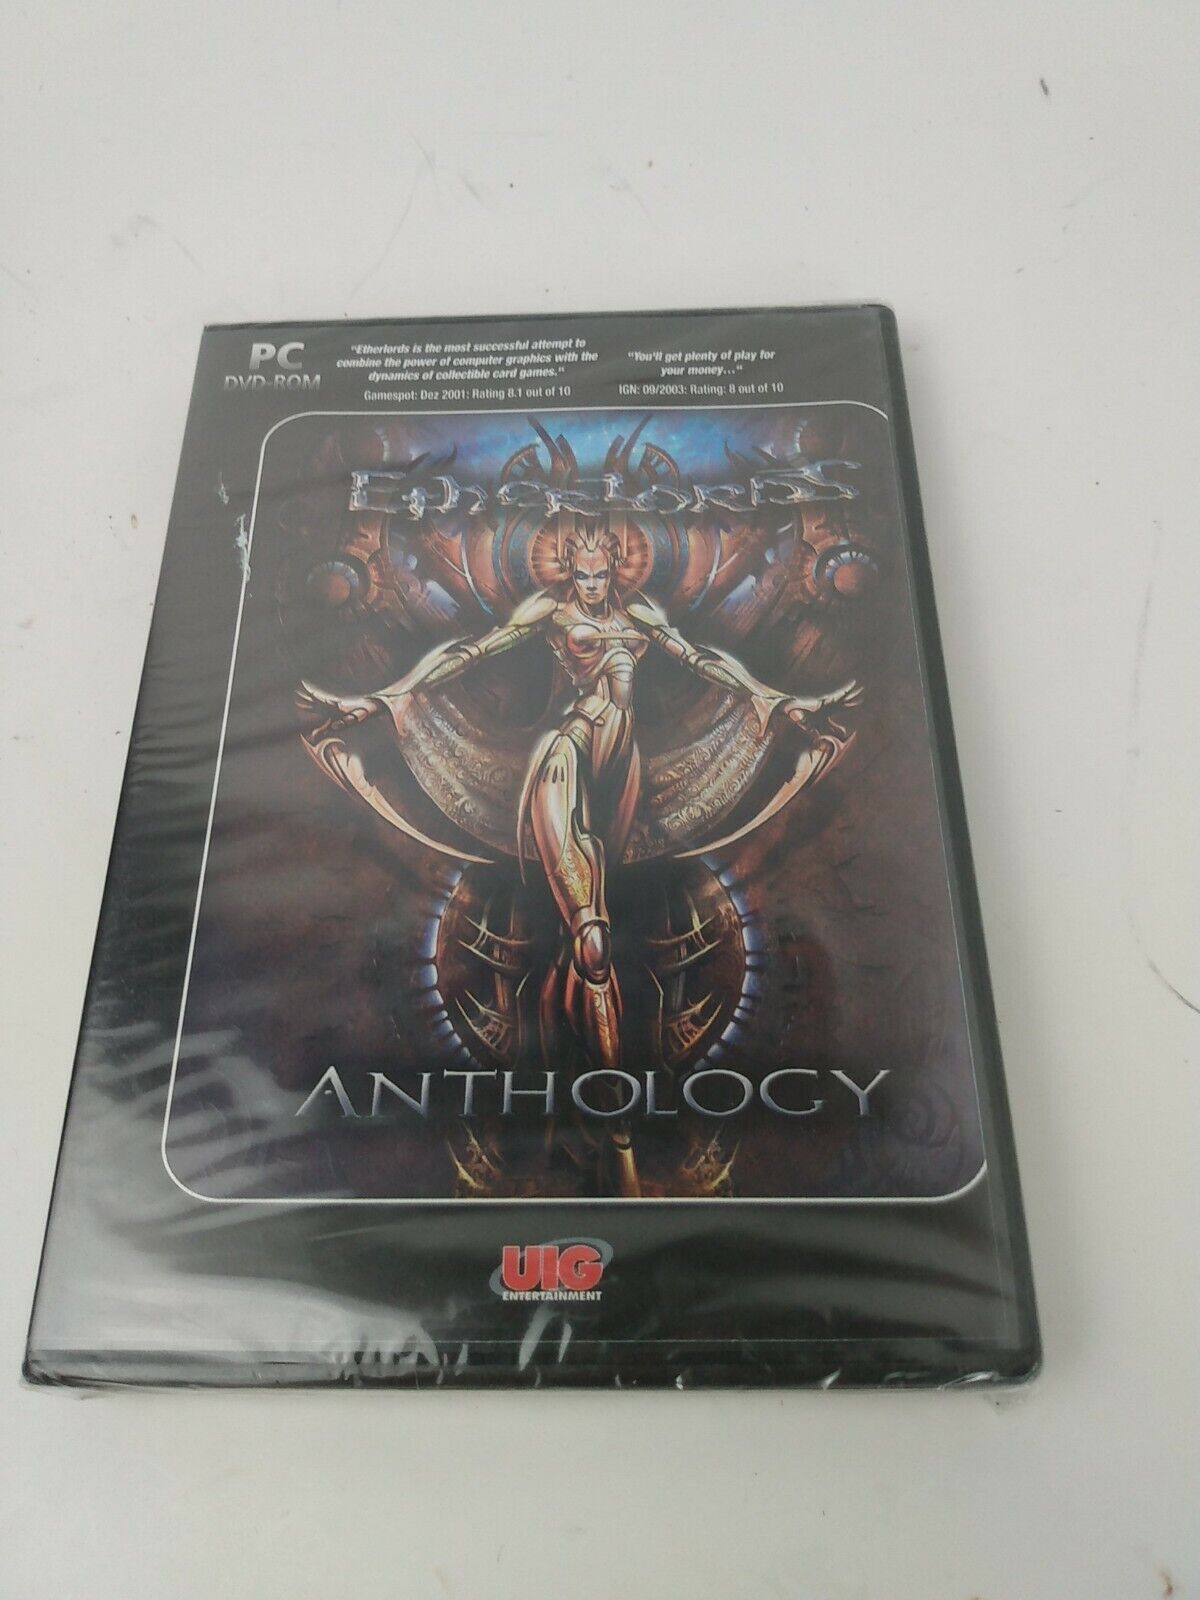 PC
DVD-ROM
"Etherlords is the most successful attempt to
combine the power of computer graphics with the
dynamics of collectible card games."
Gamespot: Dez 2001: Rating 8.1 out of 10
"You'll get plenty of play for
your money..."
IGN: 09/2003: Rating: 8 out of 10
EtherLords
ANTHOLOGY
UIG
ENTERTAINMENT